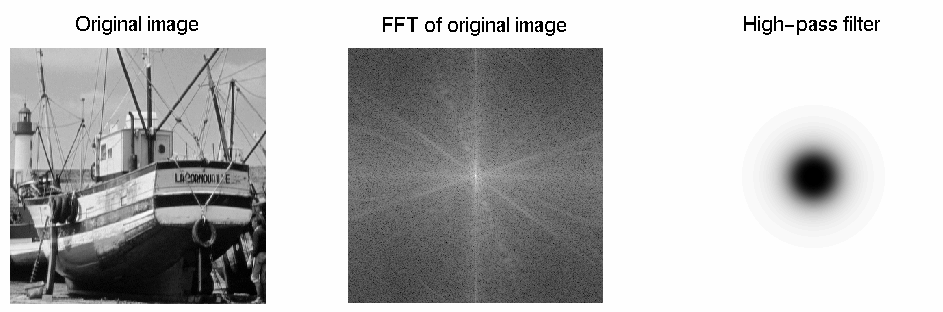 Original image
FFT of original image
High-pass filter